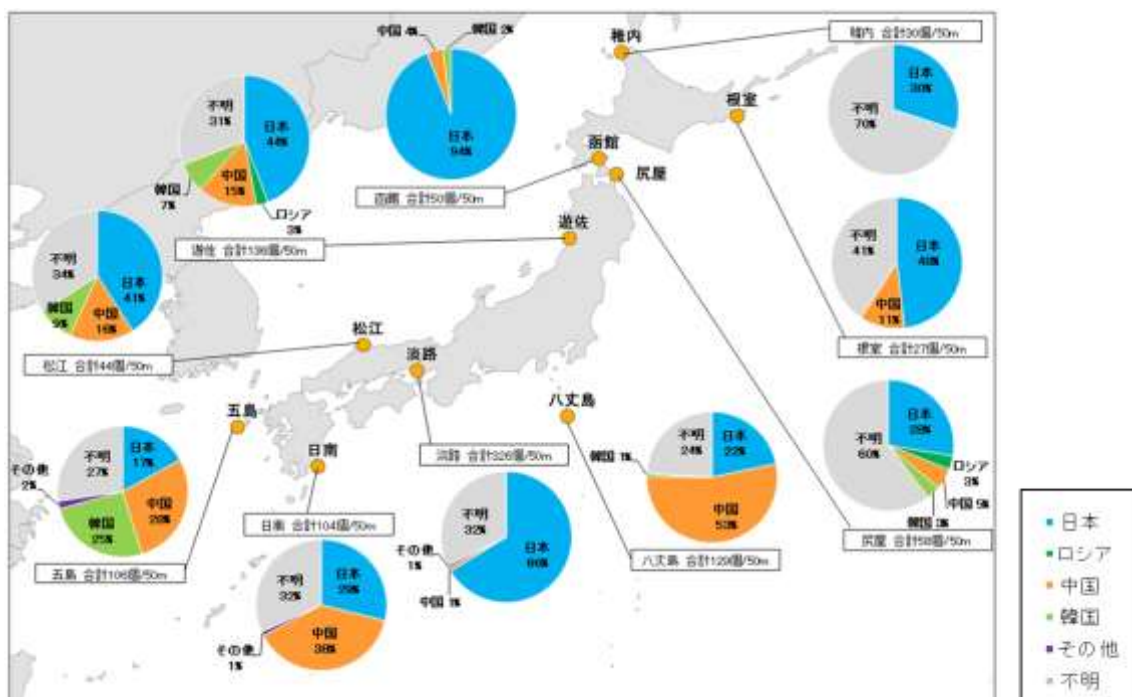 稚内 合計30個/50m
日本
30%
不明
70%
稚内
根室
函館
尻屋
遊佐
中国 4%
韓国 2%
日本
94%
函館 合計50個/50m
不明
31%
日本
44%
韓国
7%
中国
15%
ロシア
3%
遊佐 合計136個/50m
不明
34%
日本
41%
韓国
9%
中国
16%
松江 合計44個/50m
不明
41%
日本
48%
中国
11%
根室 合計27個/50m
松江
淡路
五島
日南
八丈島
不明
27%
日本
17%
その他
2%
韓国
25%
中国
五島 合計106個/50m
日南 合計104個/50m
不明
32%
日本
29%
中国
38%
その他
1%
淡路 合計326個/50m
不明
32%
日本
66%
その他
1%
中国 1%
不明
24%
日本
22%
韓国 1%
中国
53%
八丈島 合計129個/50m
不明
60%
日本
ロシア
3%
中国 5%
韓国 3%
尻屋 合計58個/50m
日本
ロシア
中国
韓国
その他
不明